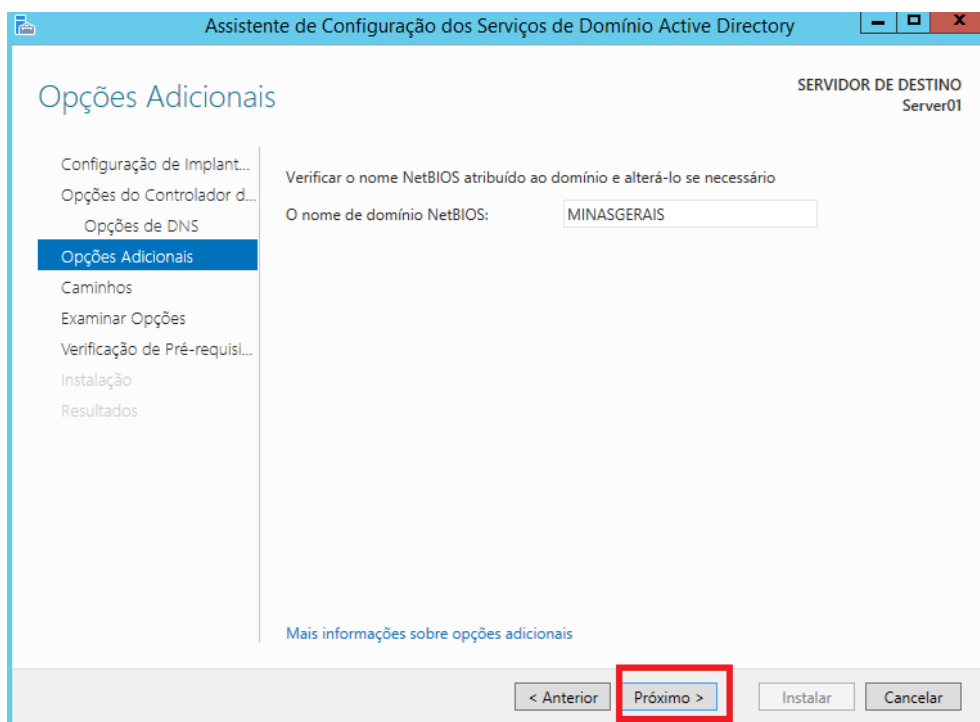 Assistente de Configuração dos Serviços de Domínio Active Directory
Opções Adicionais
SERVIDOR DE DESTINO
Server01
Configuração de Implant...
Opções do Controlador d...
Opções de DNS
Opções Adicionais
Caminhos
Examinar Opções
Verificação de Pré-requisi...
Instalação
Resultados
Verificar o nome NetBIOS atribuído ao domínio e alterá-lo se necessário
O nome de domínio NetBIOS: MINASGERAIS
Mais informações sobre opções adicionais
< Anterior Próximo > Instalar Cancelar